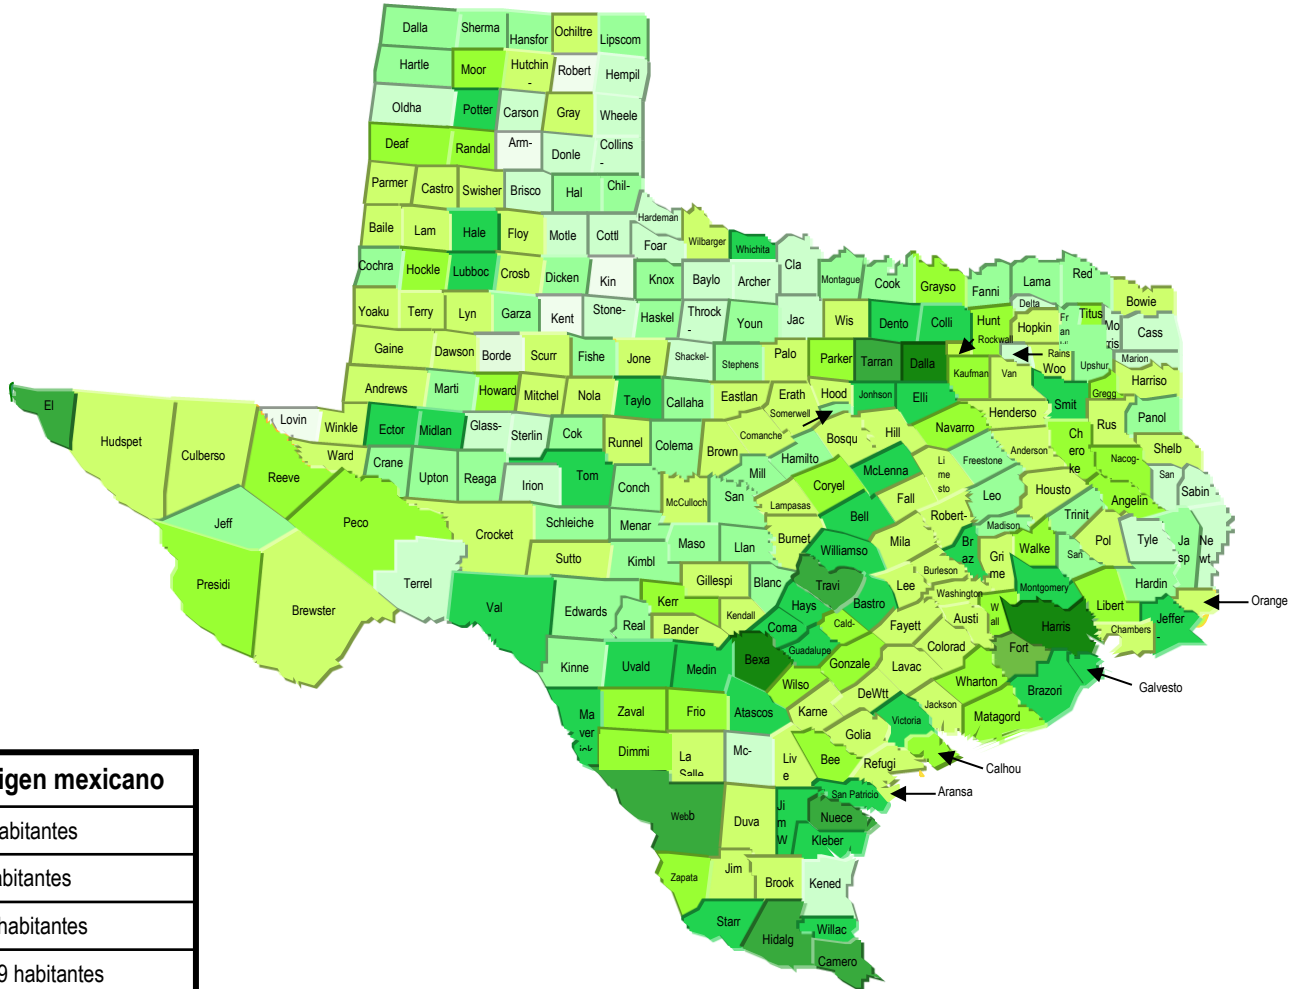 Dalla Sherma Hansfor Ochiltre Lipscom
Hartle Moor Hutchin
- Robert Hempil
Oldha Potter Carson Gray Wheele
Deaf Randal Arm- Donle Collins
-
Parmer Castro Swisher Brisco Hal Chil-
Baile Lam Hale Floy Motle Cottl Hardeman
Foar Wilbarger Whichita
Cochra Hockle Lubboc Crosb Dicken Kin Knox Baylo Archer Cla Montague Cook Grayso Fanni Lama Red
Bowie
Yoaku Terry Lyn Garza Kent Stone- Haskel Throck
- Youn Jac Wis Dento Colli Hunt Delta Hopkin Titus Cass
Rockwall
Rains
Gaine Dawson Borde Scurr Fishe Jone Shackel- Stephens Palo Parker Tarran Dalla Kaufman Van Woo Upshur Marion Harriso
Andrews Marti Howard Mitchel Nola Taylo Callaha Eastlan Erath Hood Jonhson Elli Smit Gregg
Somerwell
Henderso Rus Panol
El Hudspet Culberso Lovin Winkle Ector Midlan Glass- Sterlin Cok Runnel Colema Brown Comanche Bosqu Hill Navarro
Anderson Ch
ero
ke Nacog- Shelb
Ward Crane Upton Reaga Irion Tom Conch McCulloch San Mill Hamilto Coryel McLenna Li
me
sto Freestone
Reeve Jeff Peco Crocket Schleiche Menar Lampasas Bell Fall Leo Housto Angelin San Sabin
Robert- Madison Trinit
Sutto Kimbl Maso Llan Burnet Williamso Mila Br
az Gri
me Walke San Pol Tyle Ja
sp Ne
wt
Presidi Brewster Terrel Val Edwards Real Kerr Gillespi Blanc Travi Lee Burleson Washington Montgomery Hardin
Bander Kendall Hays Bastro Austi W
all Harris Libert Orange
Chambers Jeffer
-
Kinne Uvald Medin Bexa Coma Guadalupe Cald- Fayett Colorad Fort
Galvesto
Wilso Gonzale Lavac Wharton Brazori
Ma
ver
ick Zaval Frio Atascos Karne DeWtt Jackson Matagord
Victoria
Dimmi La
Salle Mc- Liv
e Bee Golia Refugi Calhou
San Patricio Aransa
Webb Duva Ji
m
W Nuece
Kleber
Zapata Jim Brook Kened
Starr Hidalg Willac
Camero
igen mexicano
abitantes
abitantes
habitantes
9 habitantes